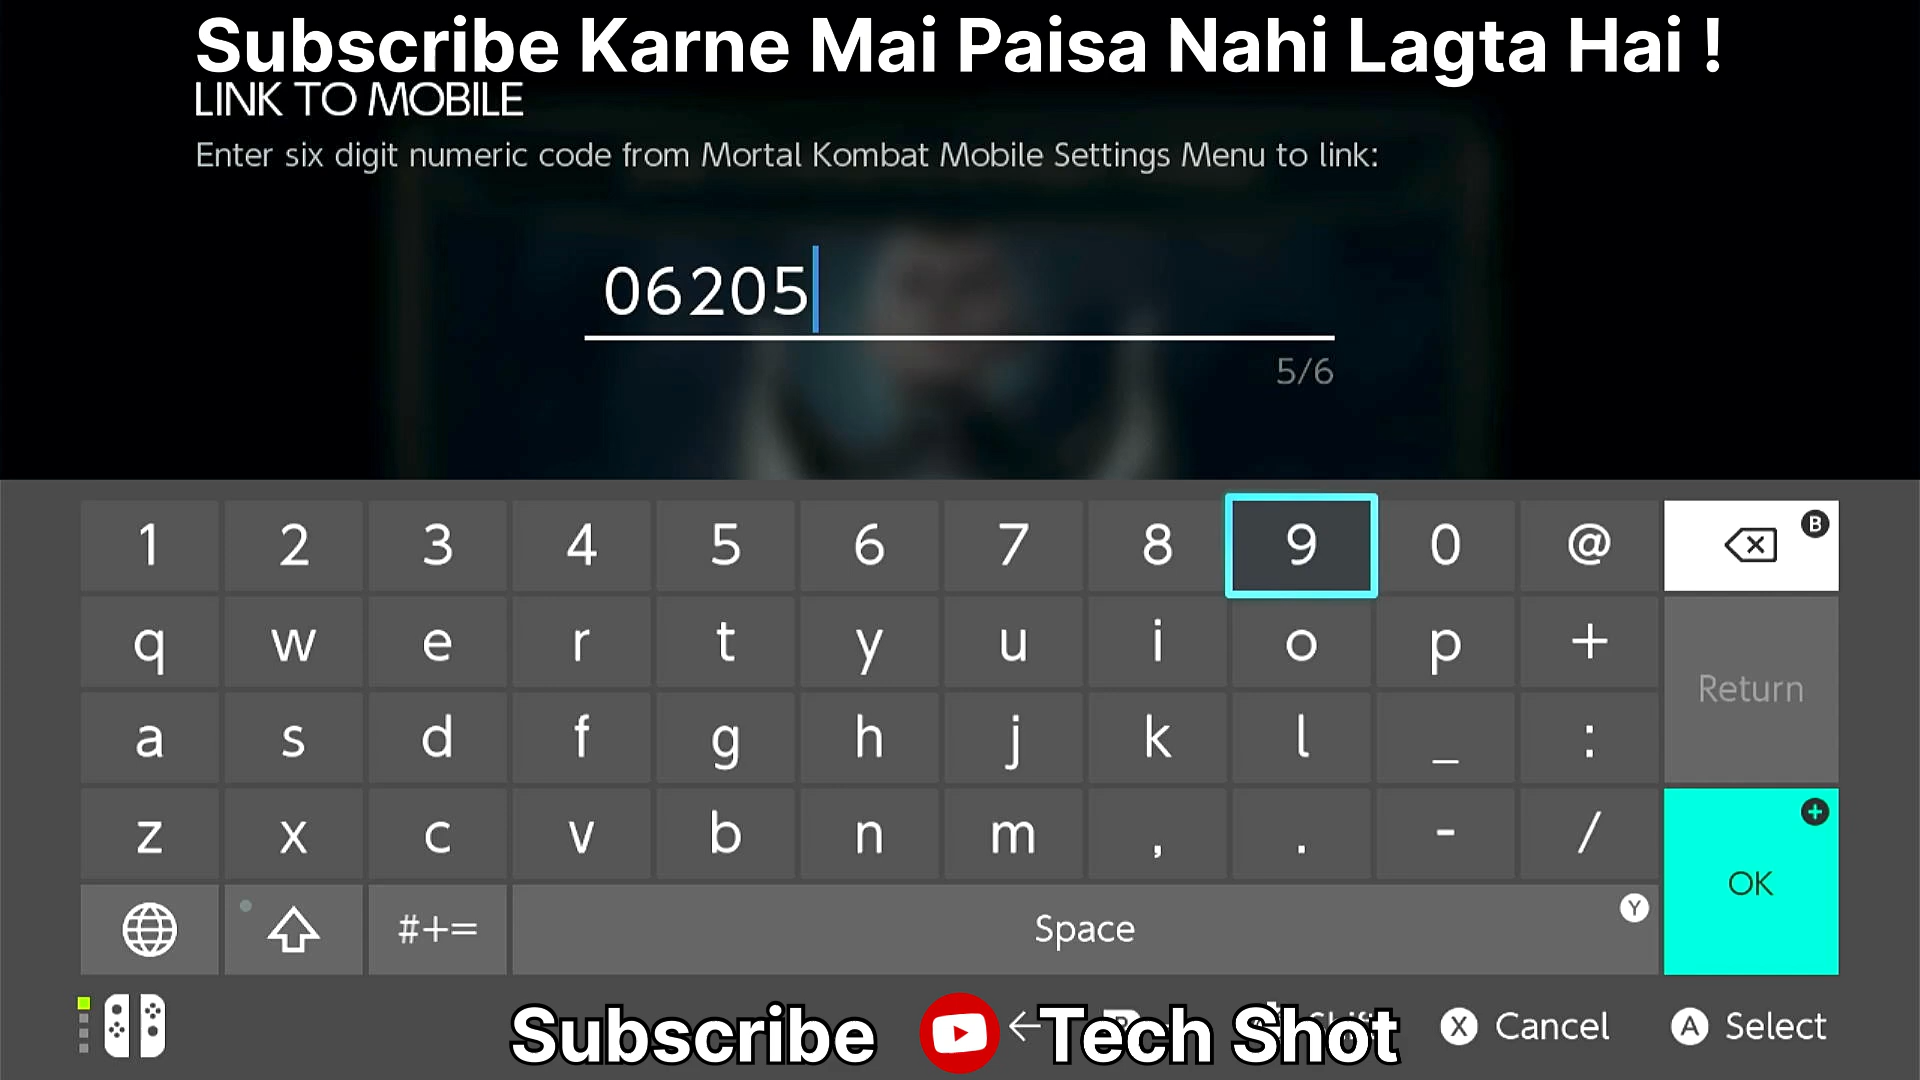 Subscribe Karne Mai Paisa Nahi Lagta Hai !
LINK TO MOBILE
Enter six digit numeric code from Mortal Kombat Mobile Settings Menu to link:
06205
5/6
1 2 3 4 5 6 7 8 9 0 @ B
q w e r t y u i o p + Return
a s d f g h j k l _ :
z x c v b n m , . - / + OK
#+= Space Y
Subscribe Tech Shot X Cancel A Select